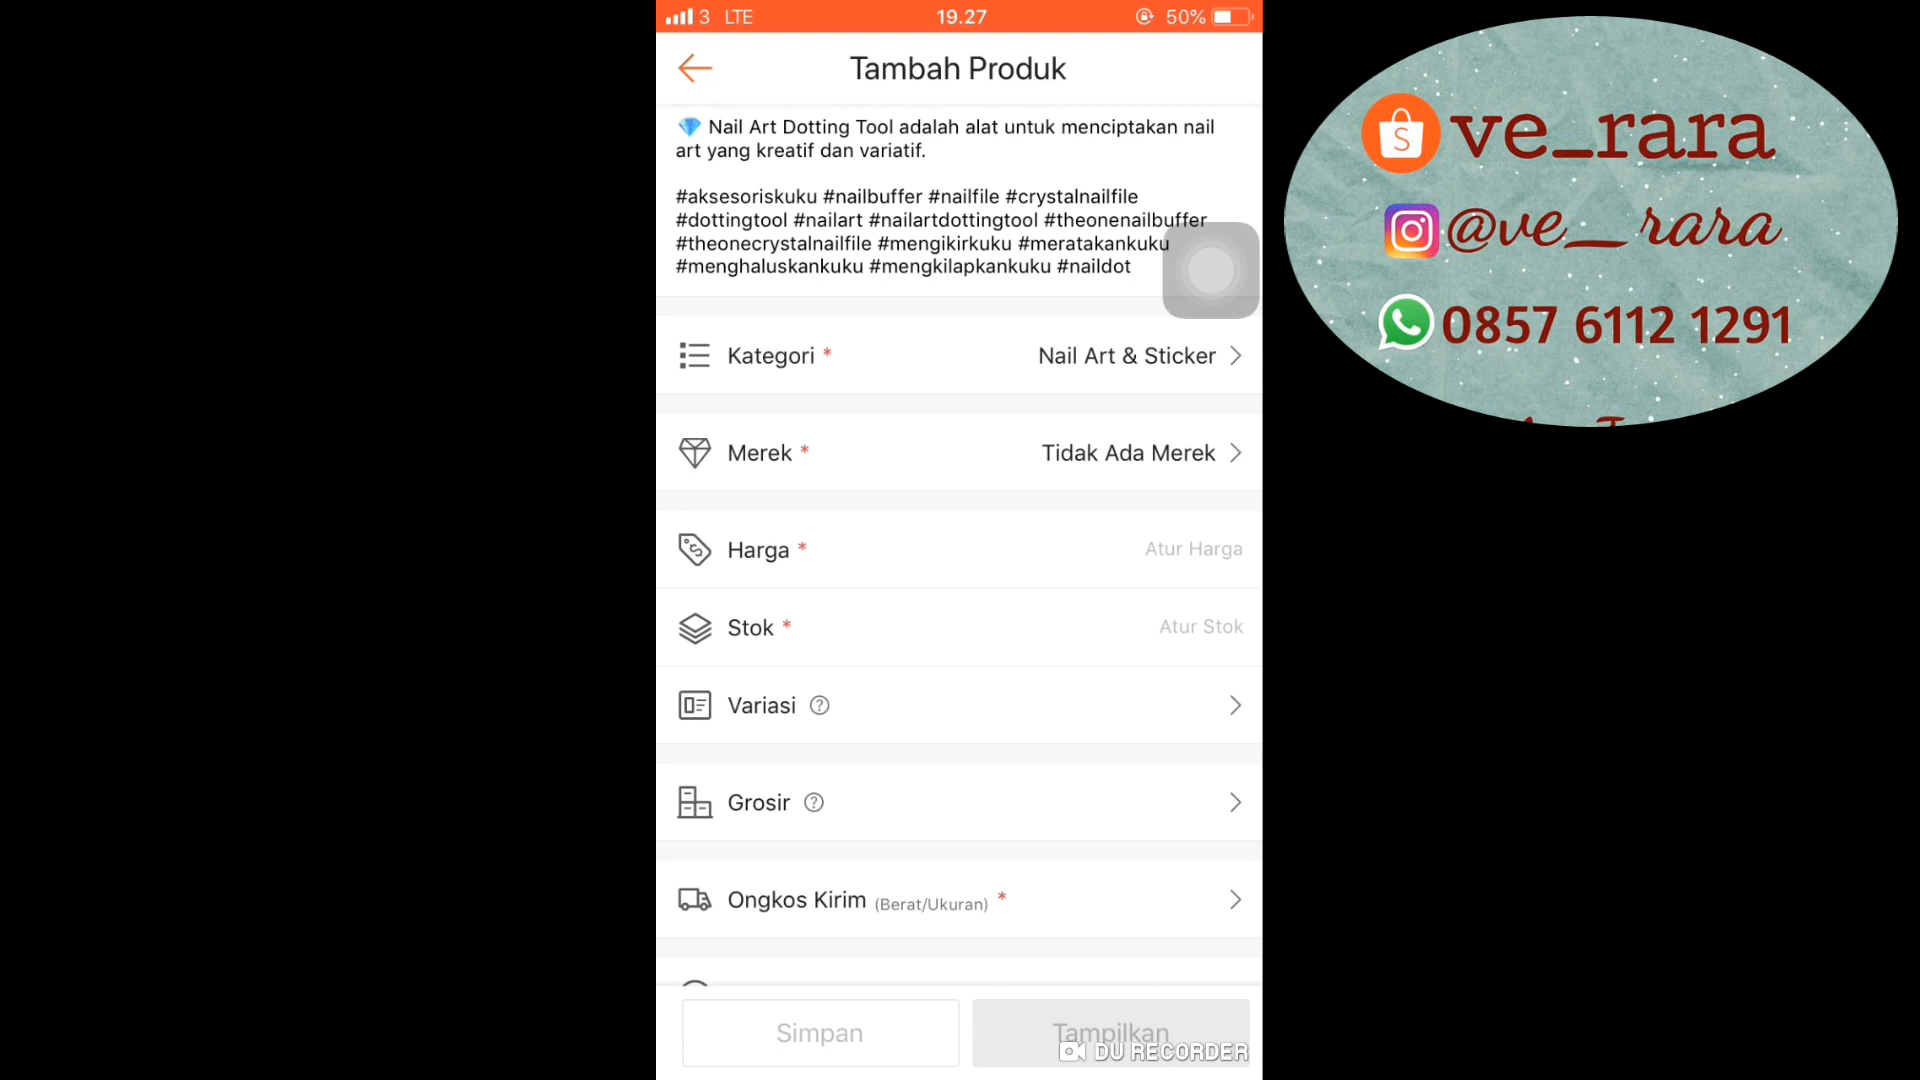 3 LTE 19.27 50%
Tambah Produk
Nail Art Dotting Tool adalah alat untuk menciptakan nail
art yang kreatif dan variatif.
#aksesoriskuku #nailbuffer #nailfile #crystalnailfile
#dottingtool #nailart #nailartdottingtool #theonenailbuffer
#theonecrystalnailfile #mengikirkuku #meratakankuku
#menghaluskankuku #mengkilapkankuku #naildot
Kategori * Nail Art & Sticker
Merek * Tidak Ada Merek
Harga * Atur Harga
Stok * Atur Stok
Variasi ?
Grosir ?
Ongkos Kirim (Berat/Ukuran) *
Simpan Tampilkan
DU RECORDER
ve_rara
@ve__rara
0857 6112 1291